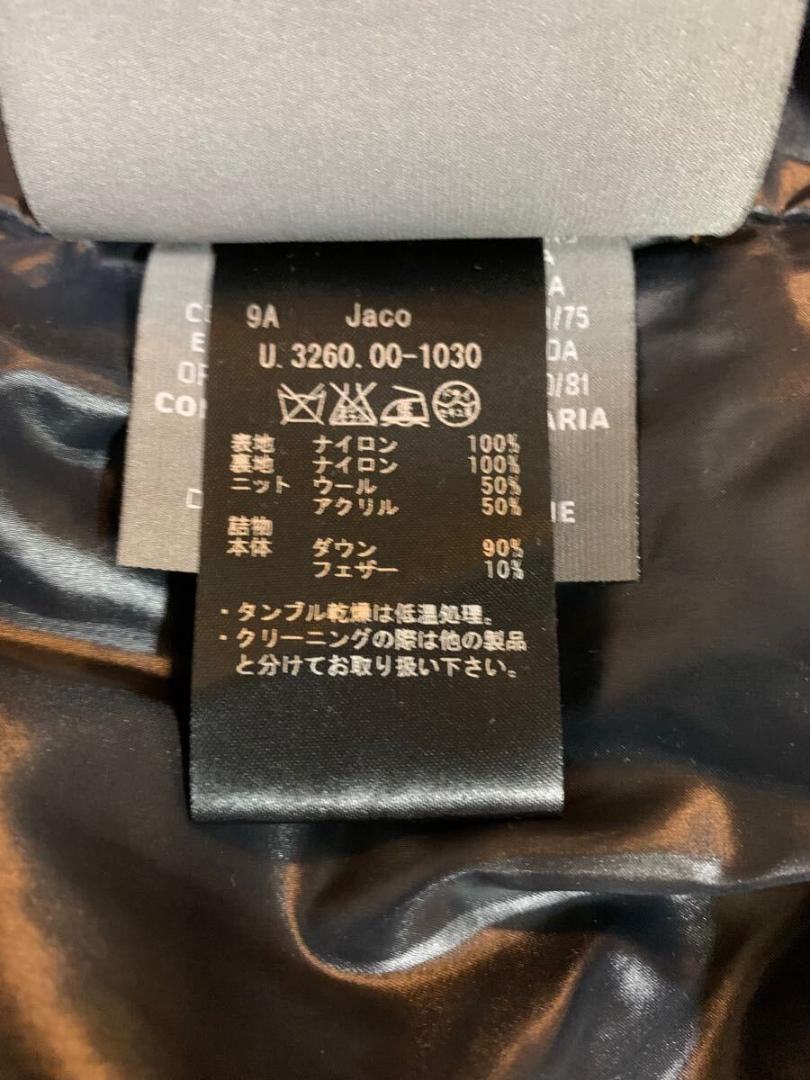 9A Jaco
U. 3260. 00-1030
表地 ナイロン 100%
裏地 ナイロン 100%
ニット ウール 50%
アクリル 50%
詰物
本体 ダウン 90%
フェザー 10%
・タンブル乾燥は低温処理。
・クリーニングの際は他の製品
と分けてお取り扱い下さい。
/75
DA
/81
CON ARIA